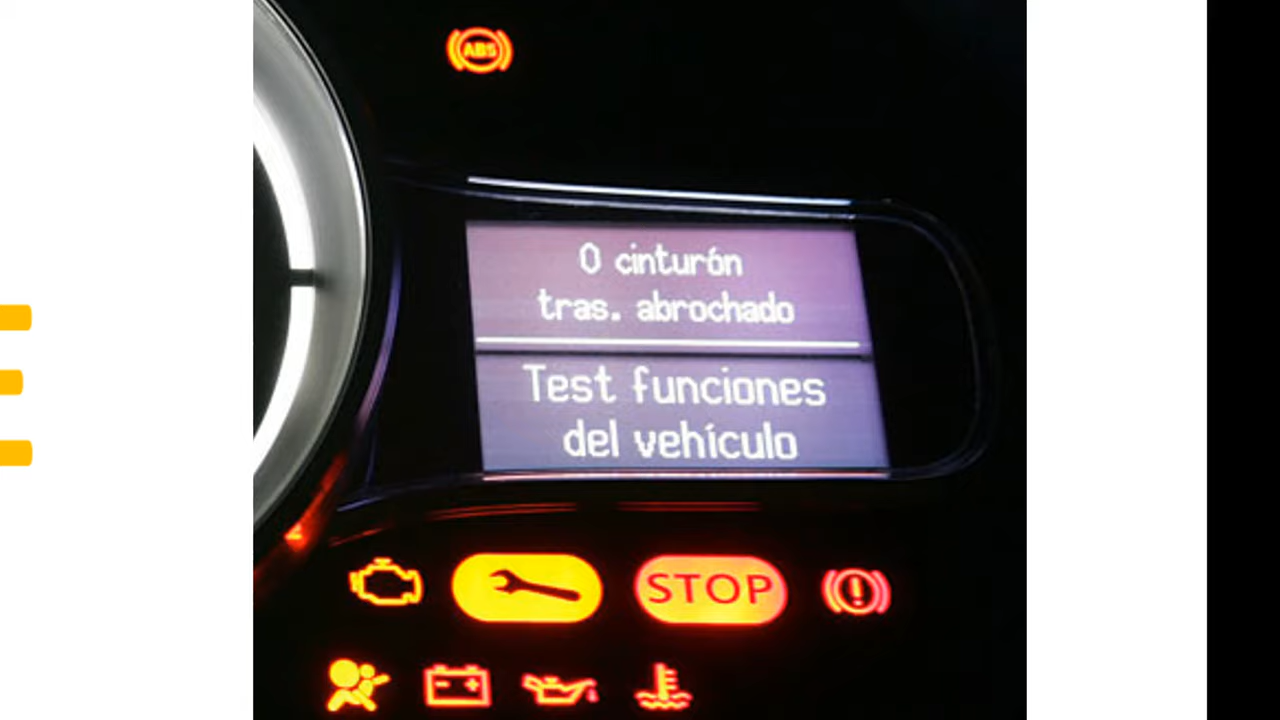 ABS
0 cinturón
tras. abrochado
Test funciones
del vehículo
STOP